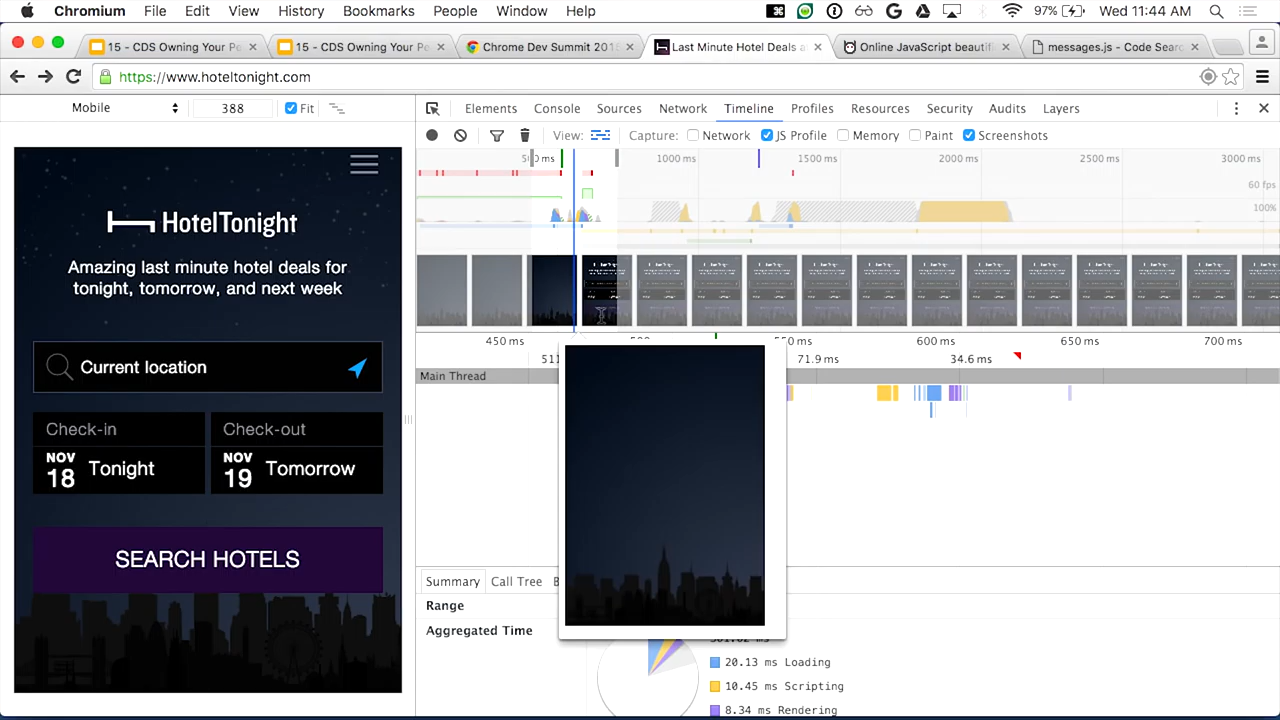 Chromium File Edit View History Bookmarks People Window Help 97% Wed 11:44 AM
15 - CDS Owning Your Pe
15 - CDS Owning Your Pe
Chrome Dev Summit 201
Last Minute Hotel Deals a
Online JavaScript beautif
messages.js - Code Searc
https://www.hoteltonight.com
Mobile 388 Fit
Elements Console Sources Network Timeline Profiles Resources Security Audits Layers
View: Capture: Network JS Profile Memory Paint Screenshots
1000 ms 1500 ms 2000 ms 2500 ms 3000 ms
60 fps
100%
HotelTonight
Amazing last minute hotel deals for
tonight, tomorrow, and next week
Current location
Check-in
NOV
18 Tonight
Check-out
NOV
19 Tomorrow
SEARCH HOTELS
450 ms 550 ms 600 ms 650 ms 700 ms
71.9 ms 34.6 ms
Main Thread
Summary Call Tree
Range
Aggregated Time
20.13 ms Loading
10.45 ms Scripting
8.34 ms Rendering